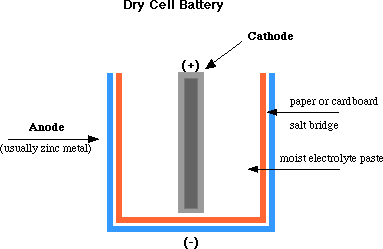 Dry Cell Battery
Cathode
(+)
paper or cardboard
salt bridge
Anode
(usually zinc metal)
moist electrolyte paste
(-)